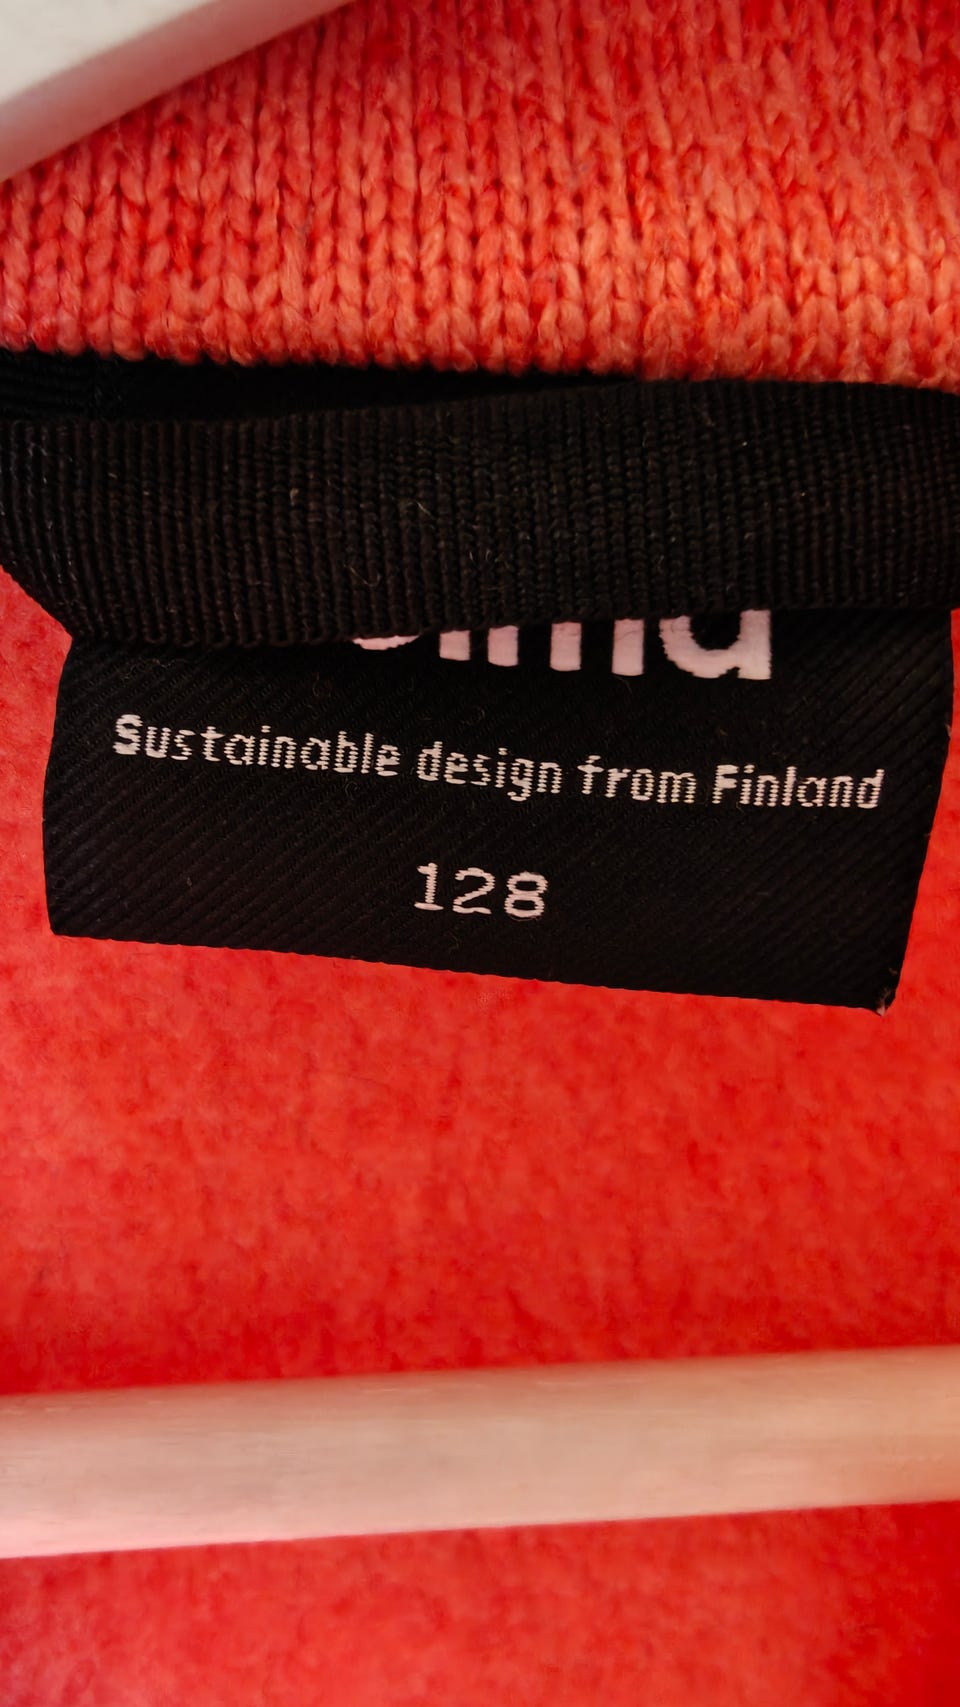 Sustainable design from Finland
128